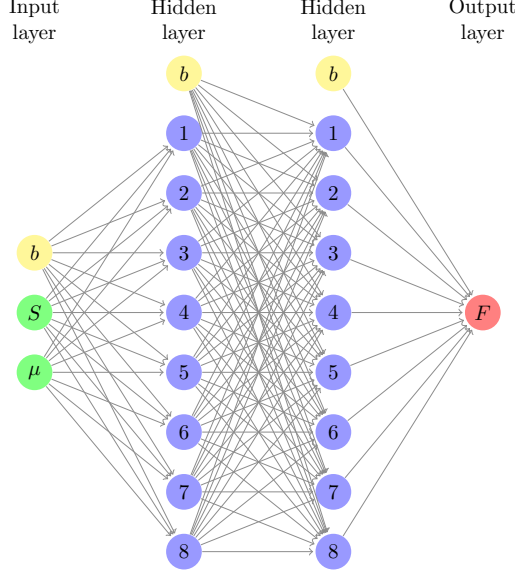 Input Hidden Hidden Output
layer layer layer layer
b b
1 1
2 2
b 3 3
S 4 4 F
μ 5 5
6 6
7 7
8 8